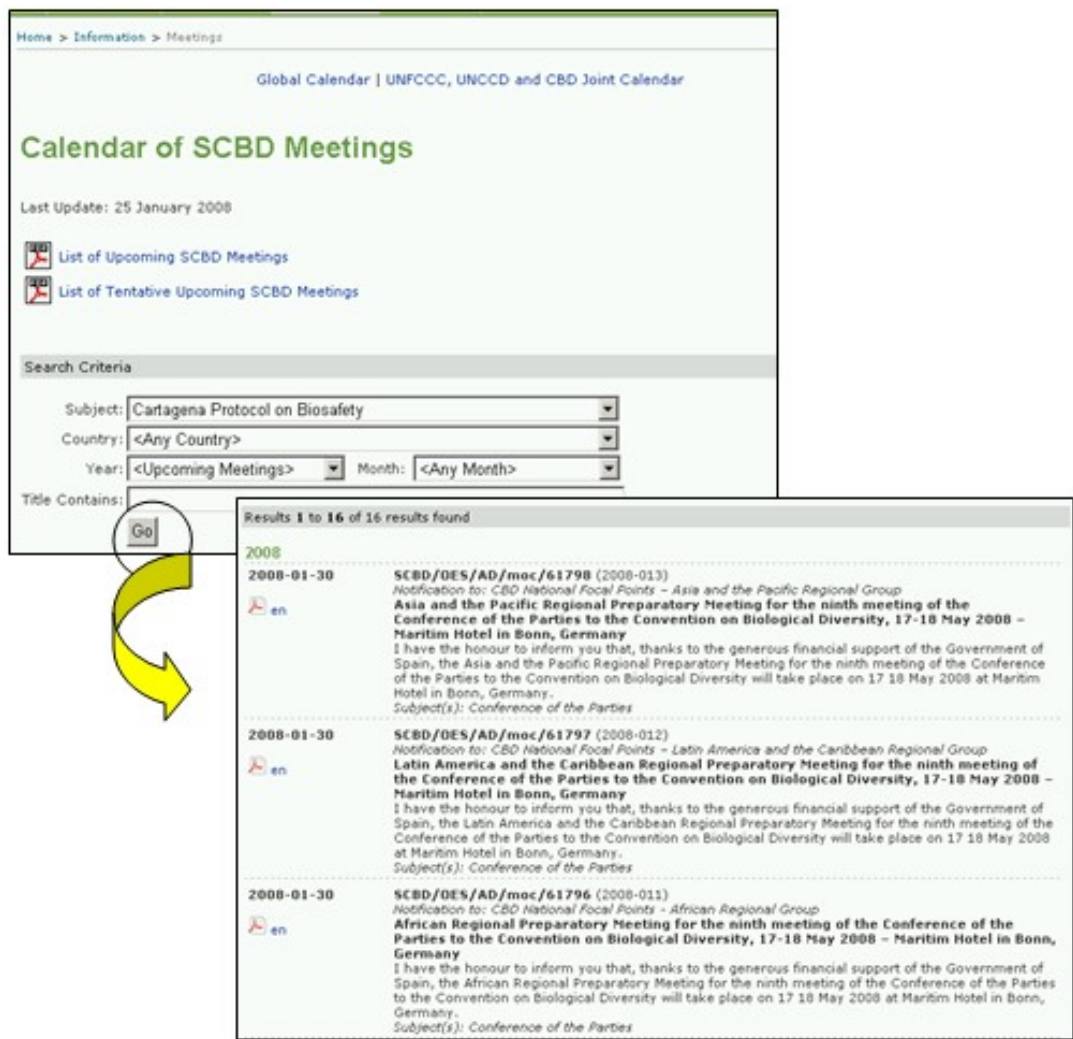 Home > Information > Meetings
Global Calendar | UNFCCC, UNCCD and CBD Joint Calendar
Calendar of SCBD Meetings
Last Update: 25 January 2008
List of Upcoming SCBD Meetings
List of Tentative Upcoming SCBD Meetings
Search Criteria
Subject: Cartagena Protocol on Biosafety
Country: <Any Country>
Year: <Upcoming Meetings> Month: <Any Month>
Title Contains:
Go
Results 1 to 16 of 16 results found
2008
2008-01-30 SCBD/OES/AD/moc/61798 (2008-013)
Notification to: CBD National Focal Points – Asia and the Pacific Regional Group
en Asia and the Pacific Regional Preparatory Meeting for the ninth meeting of the
Conference of the Parties to the Convention on Biological Diversity, 17-18 May 2008 –
Maritim Hotel in Bonn, Germany
I have the honour to inform you that, thanks to the generous financial support of the Government of
Spain, the Asia and the Pacific Regional Preparatory Meeting for the ninth meeting of the Conference
of the Parties to the Convention on Biological Diversity will take place on 17 18 May 2008 at Maritim
Hotel in Bonn, Germany.
Subject(s): Conference of the Parties
2008-01-30 SCBD/OES/AD/moc/61797 (2008-012)
Notification to: CBD National Focal Points – Latin America and the Caribbean Regional Group
en Latin America and the Caribbean Regional Preparatory Meeting for the ninth meeting of
the Conference of the Parties to the Convention on Biological Diversity, 17-18 May 2008 –
Maritim Hotel in Bonn, Germany
I have the honour to inform you that, thanks to the generous financial support of the Government of
Spain, the Latin America and the Caribbean Regional Preparatory Meeting for the ninth meeting of the
Conference of the Parties to the Convention on Biological Diversity will take place on 17 18 May 2008
at Maritim Hotel in Bonn, Germany.
Subject(s): Conference of the Parties
2008-01-30 SCBD/OES/AD/moc/61796 (2008-011)
Notification to: CBD National Focal Points - African Regional Group
en African Regional Preparatory Meeting for the ninth meeting of the Conference of the
Parties to the Convention on Biological Diversity, 17-18 May 2008 – Maritim Hotel in Bonn,
Germany
I have the honour to inform you that, thanks to the generous financial support of the Government of
Spain, the African Regional Preparatory Meeting for the ninth meeting of the Conference of the Parties
to the Convention on Biological Diversity will take place on 17 18 May 2008 at Maritim Hotel in Bonn,
Germany.
Subject(s): Conference of the Parties